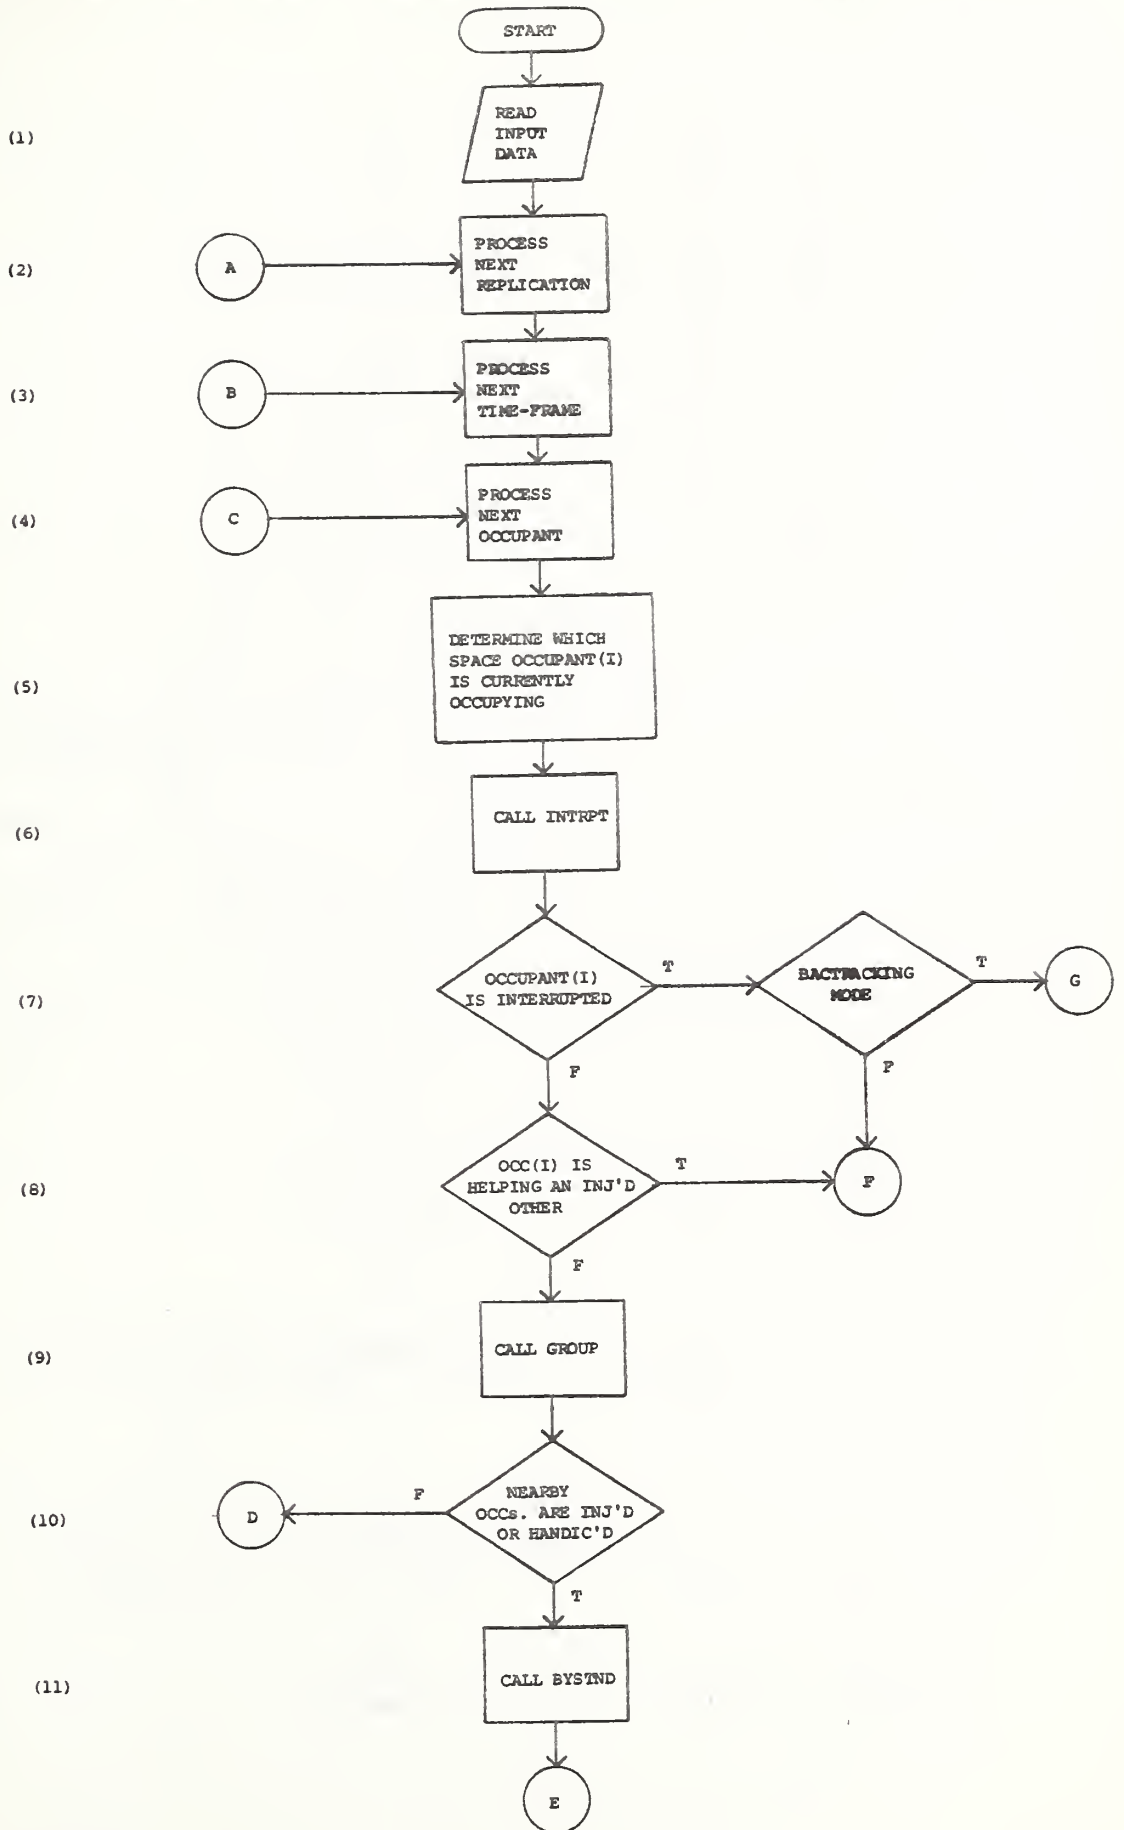 START
(1)
READ
INPUT
DATA
(2)
A
PROCESS
NEXT
REPLICATION
(3)
B
PROCESS
NEXT
TIME-FRAME
(4)
C
PROCESS
NEXT
OCCUPANT
(5)
DETERMINE WHICH
SPACE OCCUPANT(I)
IS CURRENTLY
OCCUPYING
(6)
CALL INTRPT
(7)
OCCUPANT(I)
IS INTERRUPTED
T
BACTRACKING
MODE
T
G
F
F
(8)
OCC(I) IS
HELPING AN INJ'D
OTHER
T
F
F
(9)
CALL GROUP
(10)
D
F
NEARBY
OCCs. ARE INJ'D
OR HANDIC'D
T
(11)
CALL BYSTND
E